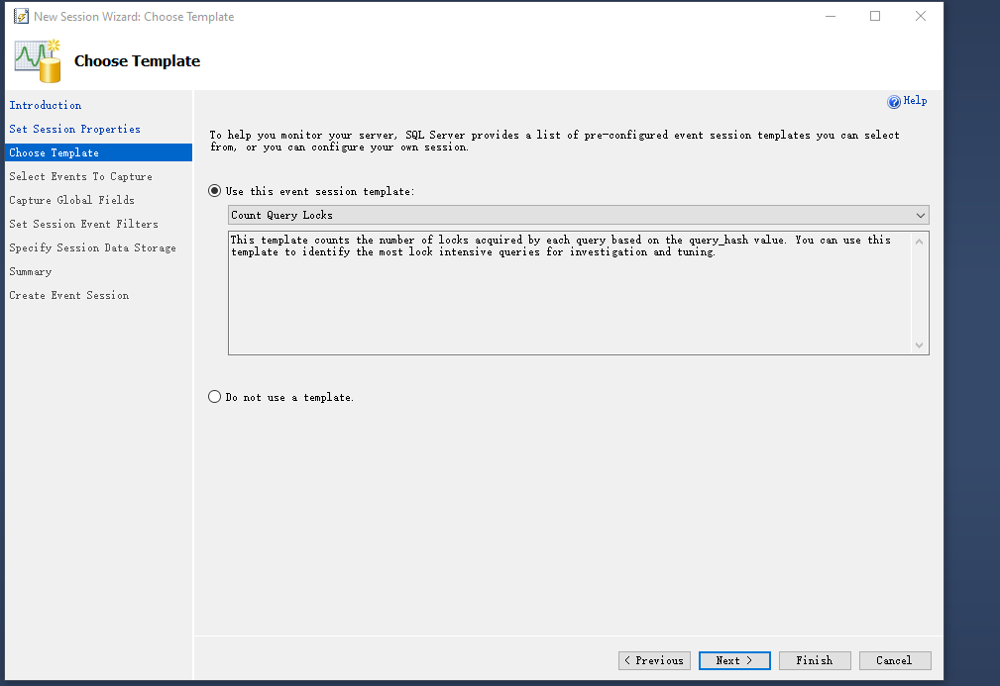 New Session Wizard: Choose Template
Choose Template
Introduction
Set Session Properties
Choose Template
Select Events To Capture
Capture Global Fields
Set Session Event Filters
Specify Session Data Storage
Summary
Create Event Session
Help
To help you monitor your server, SQL Server provides a list of pre-configured event session templates you can select
from, or you can configure your own session.
Use this event session template:
Count Query Locks
This template counts the number of locks acquired by each query based on the query_hash value. You can use this
template to identify the most lock intensive queries for investigation and tuning.
Do not use a template.
< Previous
Next >
Finish
Cancel